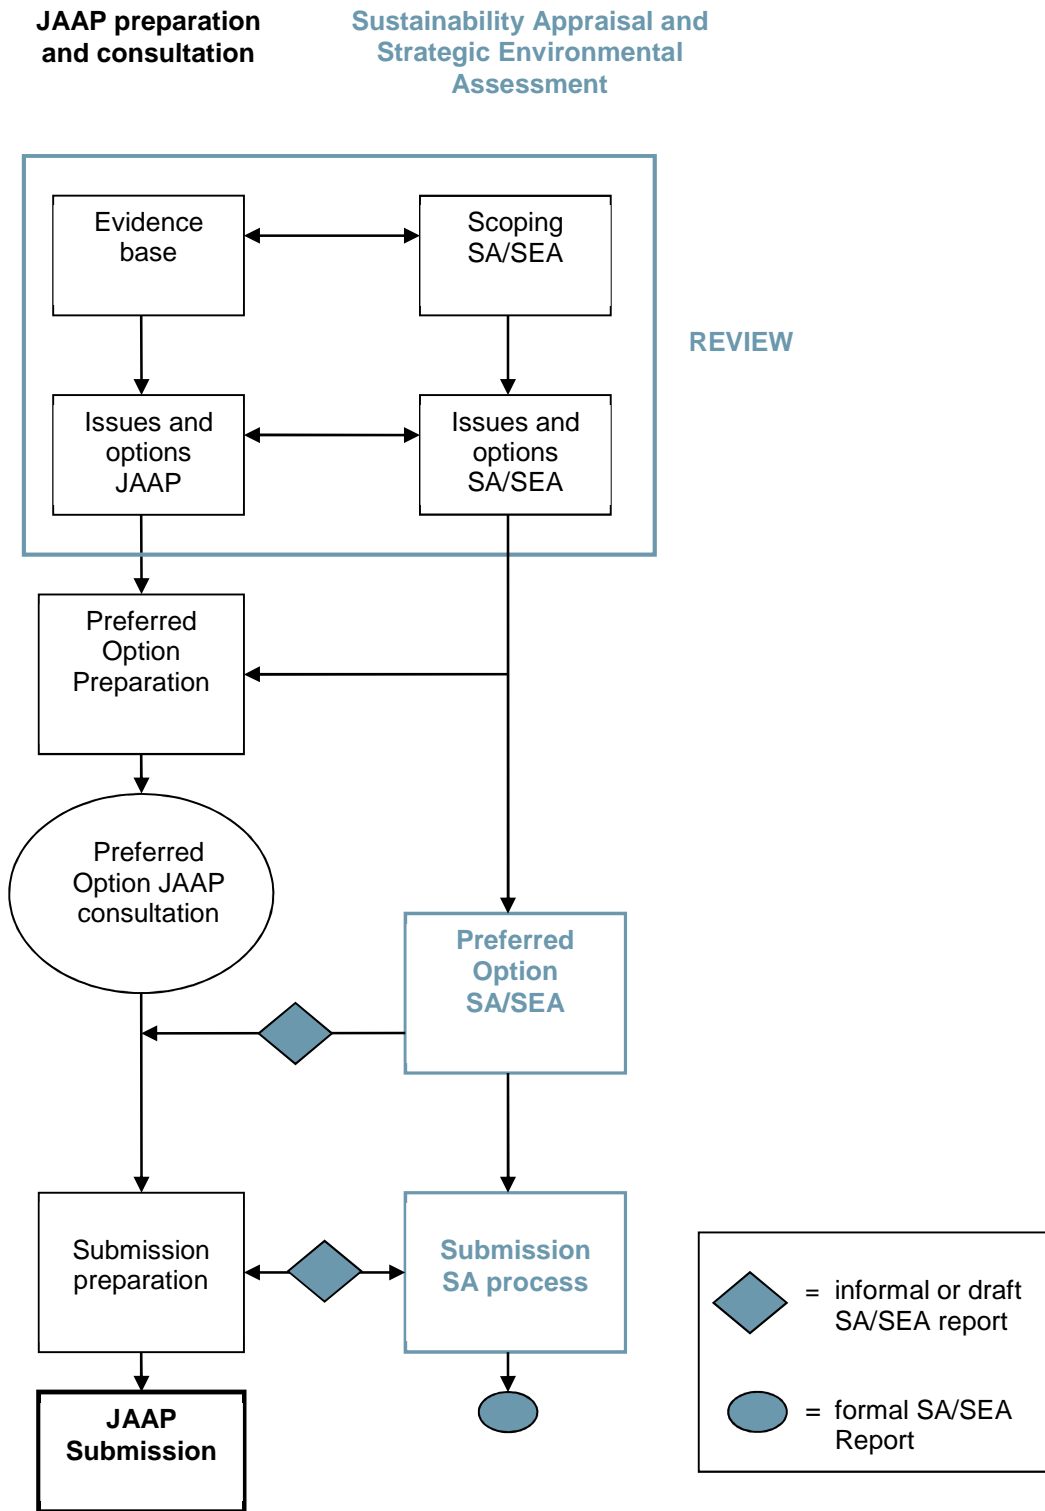 JAAP preparation
and consultation
Sustainability Appraisal and
Strategic Environmental
Assessment
Evidence
base
Scoping
SA/SEA
REVIEW
Issues and
options
JAAP
Issues and
options
SA/SEA
Preferred
Option
Preparation
Preferred
Option JAAP
consultation
Preferred
Option
SA/SEA
Submission
preparation
Submission
SA process
JAAP
Submission
= informal or draft
SA/SEA report
= formal SA/SEA
Report